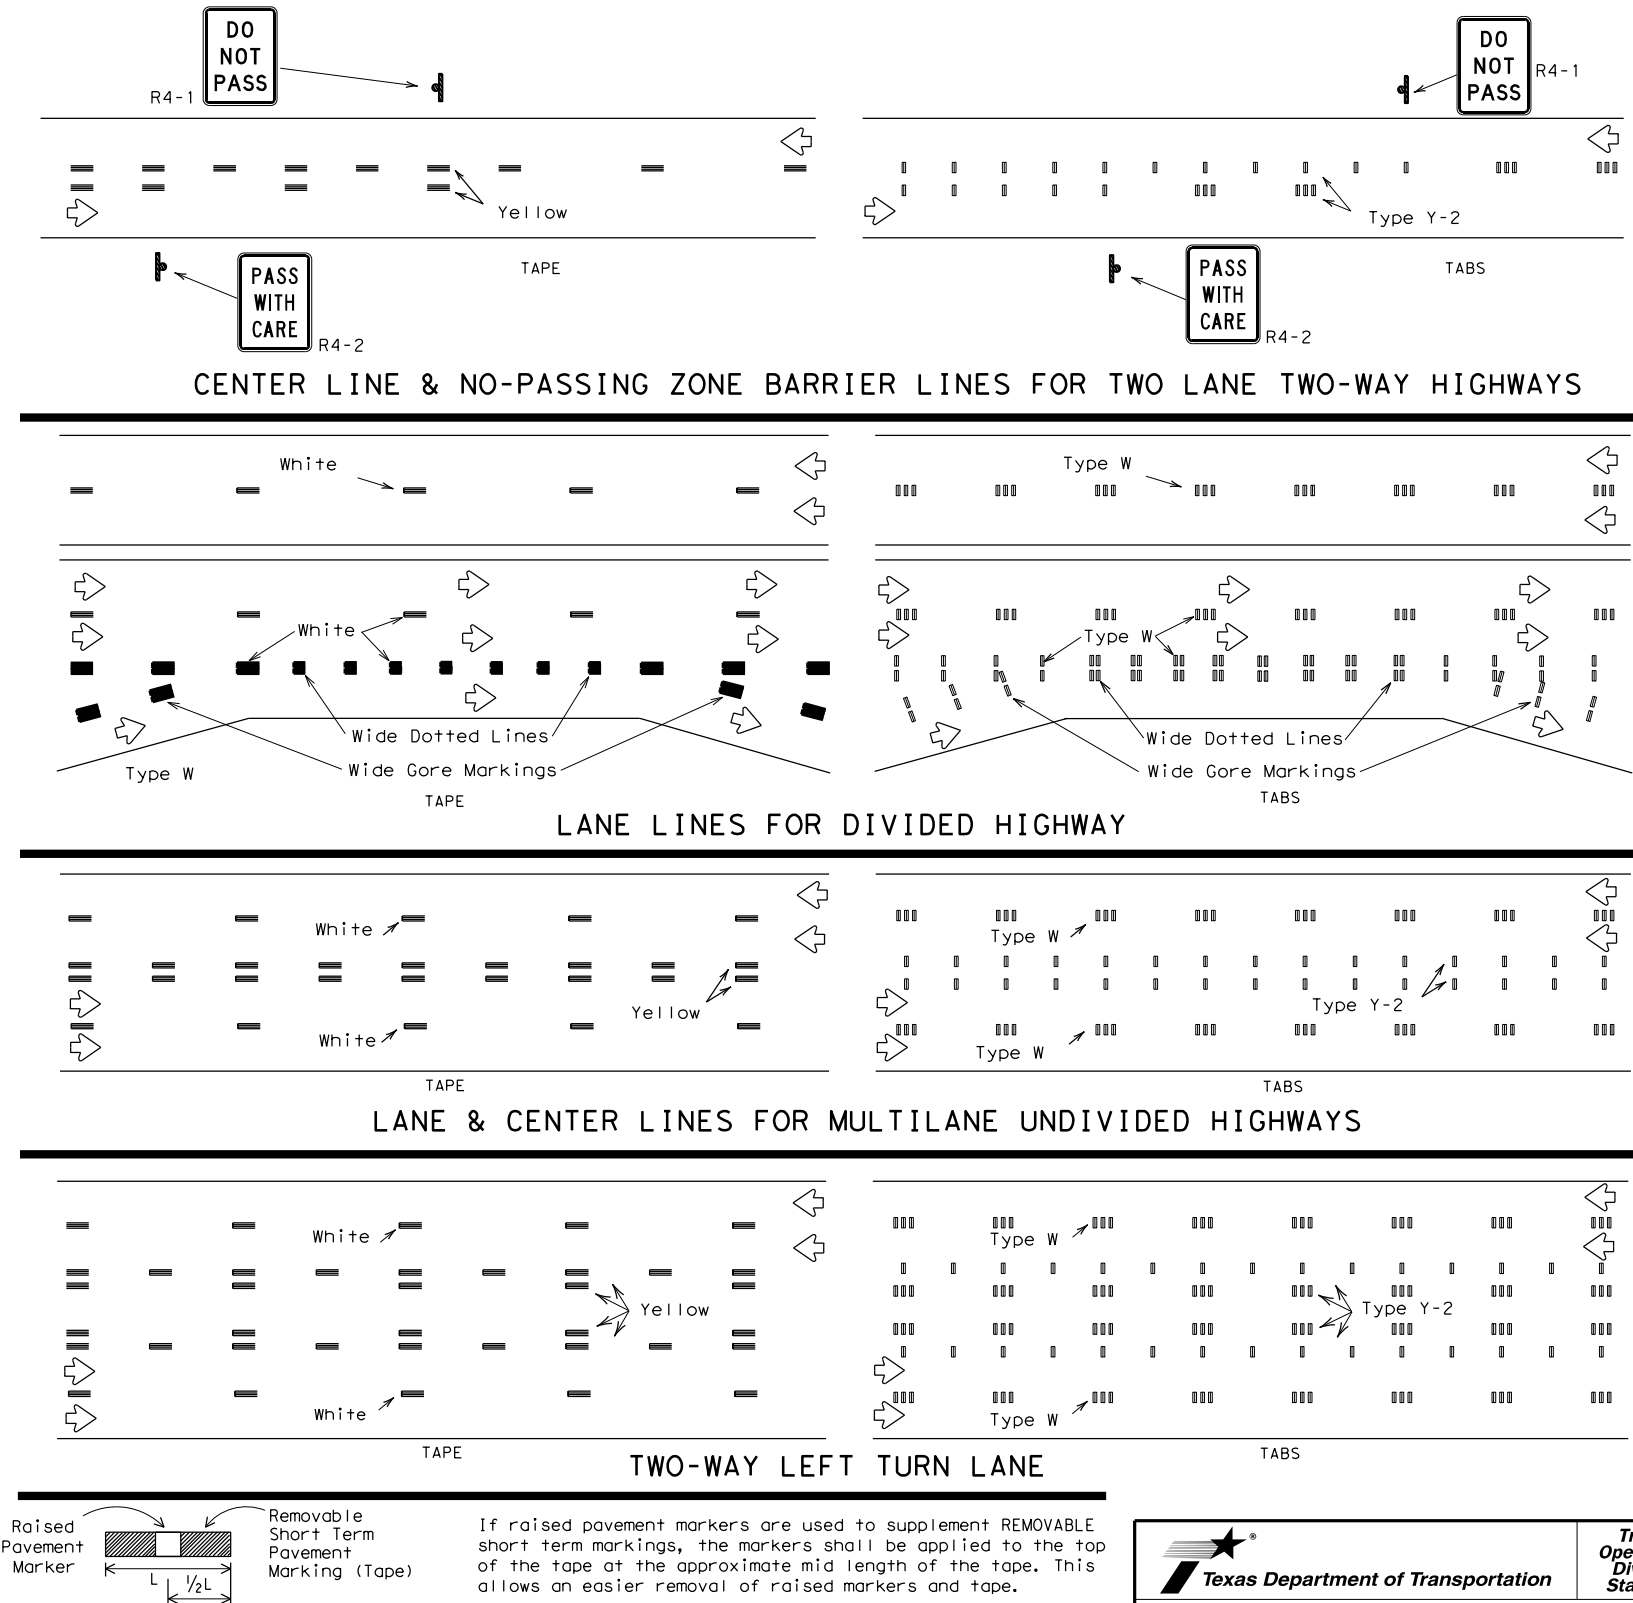 DO
NOT
PASS
R4-1
DO
NOT
PASS
R4-1
Yellow
Type Y-2
TAPE
TABS
PASS
WITH
CARE
R4-2
PASS
WITH
CARE
R4-2
CENTER LINE & NO-PASSING ZONE BARRIER LINES FOR TWO LANE TWO-WAY HIGHWAYS
White
Type W
White
Type W
Wide Dotted Lines
Wide Gore Markings
Type W
Wide Dotted Lines
Wide Gore Markings
TAPE
TABS
LANE LINES FOR DIVIDED HIGHWAY
White
Type W
Yellow
Type Y-2
White
Type W
TAPE
TABS
LANE & CENTER LINES FOR MULTILANE UNDIVIDED HIGHWAYS
White
Type W
Yellow
Type Y-2
White
Type W
TAPE
TABS
TWO-WAY LEFT TURN LANE
Raised
Pavement
Marker
Removable
Short Term
Pavement
Marking (Tape)
L
1/2L
If raised pavement markers are used to supplement REMOVABLE
short term markings, the markers shall be applied to the top
of the tape at the approximate mid length of the tape. This
allows an easier removal of raised markers and tape.
®
Texas Department of Transportation